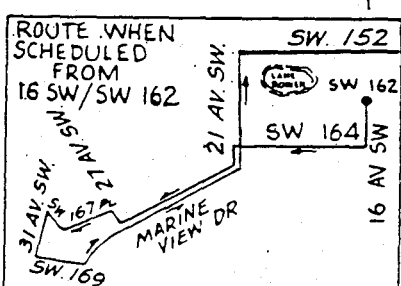 ROUTE WHEN
SCHEDULED
FROM
16 SW/SW 162
SW. 152
21 AV. SW.
SW 162
SW 164
16 AV SW
27 AV SW
31 AV SW.
SW 167 PL
MARINE
VIEW DR
SW. 169